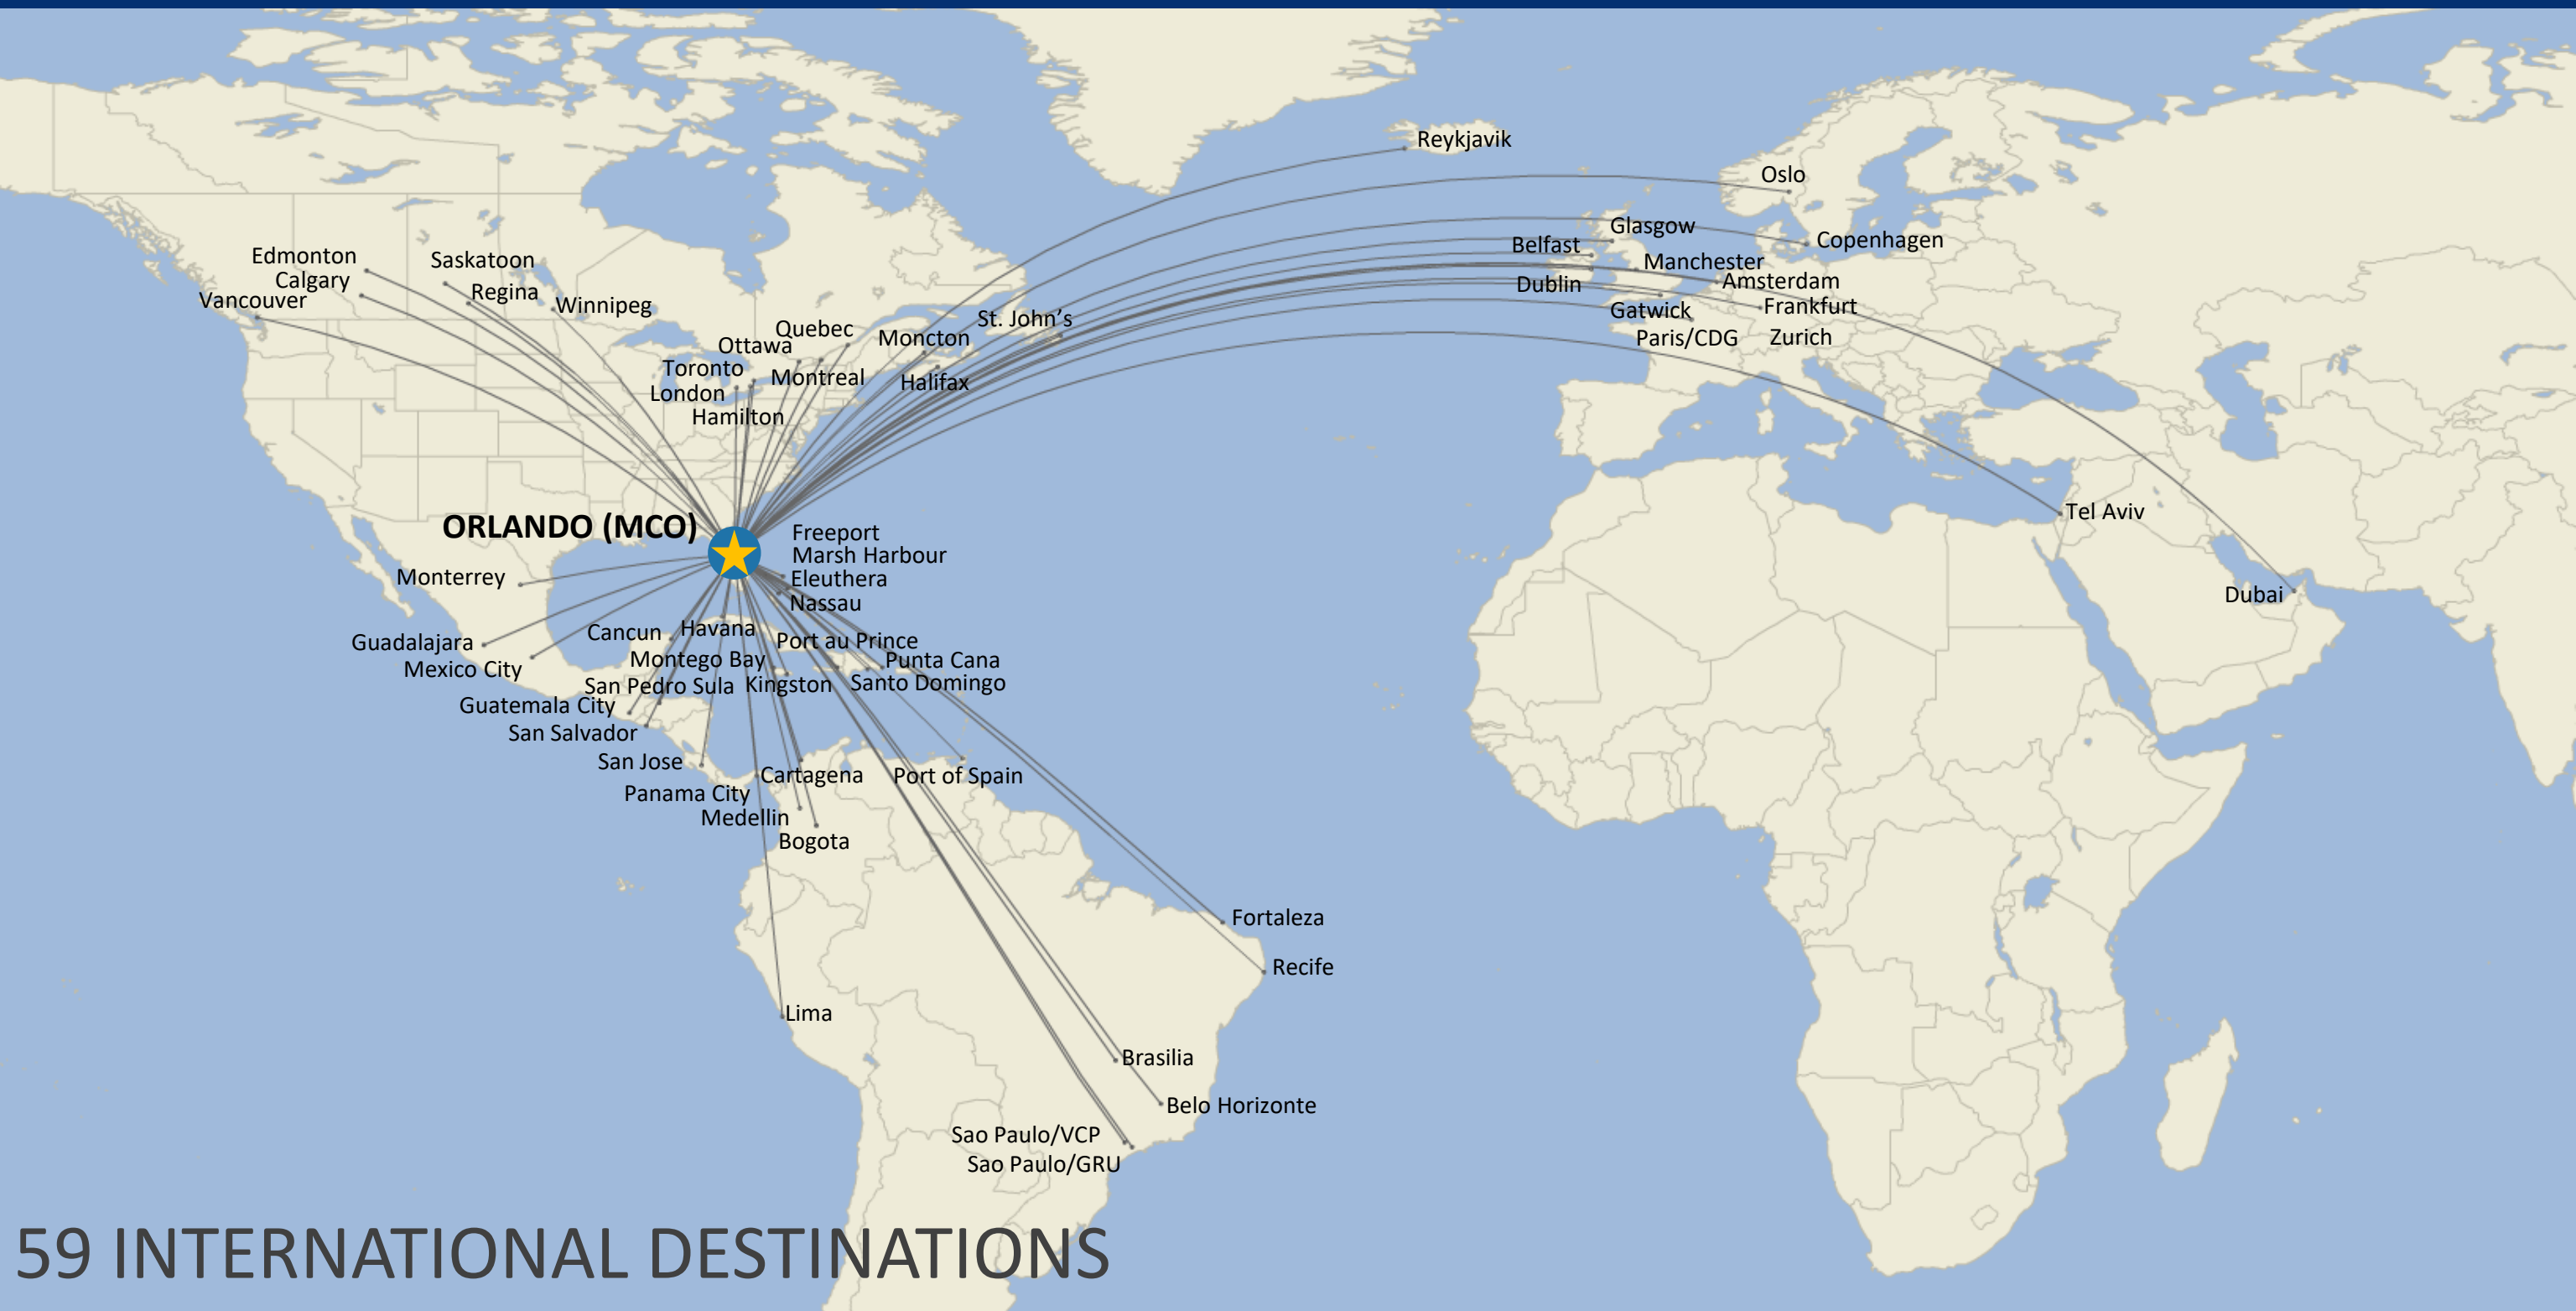 Reykjavik
Oslo
Glasgow
Belfast
Copenhagen
Edmonton
Saskatoon
Manchester
Calgary
Amsterdam
Dublin
Regina
Vancouver
Winnipeg
Frankfurt
Gatwick
St. John's
Quebec
Moncton
Paris/CDG
Zurich
Ottawa
Toronto
Montreal
Halifax
London
Hamilton
Tel Aviv
ORLANDO (MCO)
Freeport
Marsh Harbour
Monterrey
Eleuthera
Dubai
Nassau
Cancun
Havana
Guadalajara
Port au Prince
Mexico City
Montego Bay
Punta Cana
San Pedro Sula
Kingston
Santo Domingo
Guatemala City
San Salvador
San Jose
Cartagena
Port of Spain
Panama City
Medellin
Bogota
Fortaleza
Recife
Lima
Brasilia
Belo Horizonte
Sao Paulo/VCP
Sao Paulo/GRU
59 INTERNATIONAL DESTINATIONS